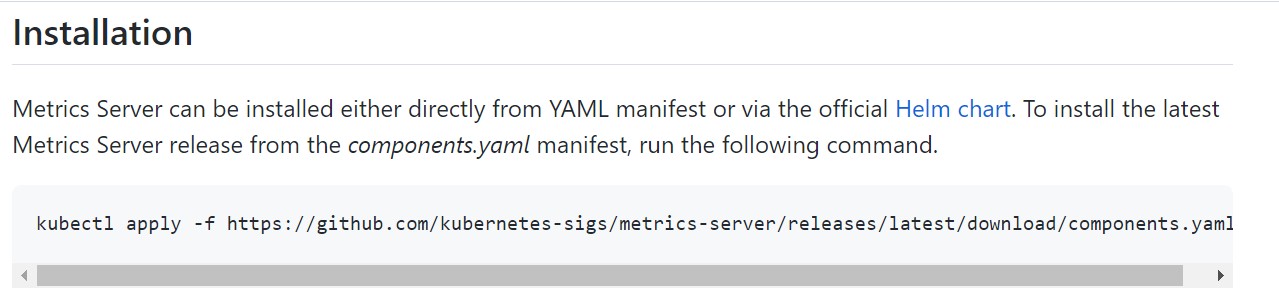 Installation
Metrics Server can be installed either directly from YAML manifest or via the official Helm chart. To install the latest
Metrics Server release from the components.yaml manifest, run the following command.
kubectl apply -f https://github.com/kubernetes-sigs/metrics-server/releases/latest/download/components.yaml